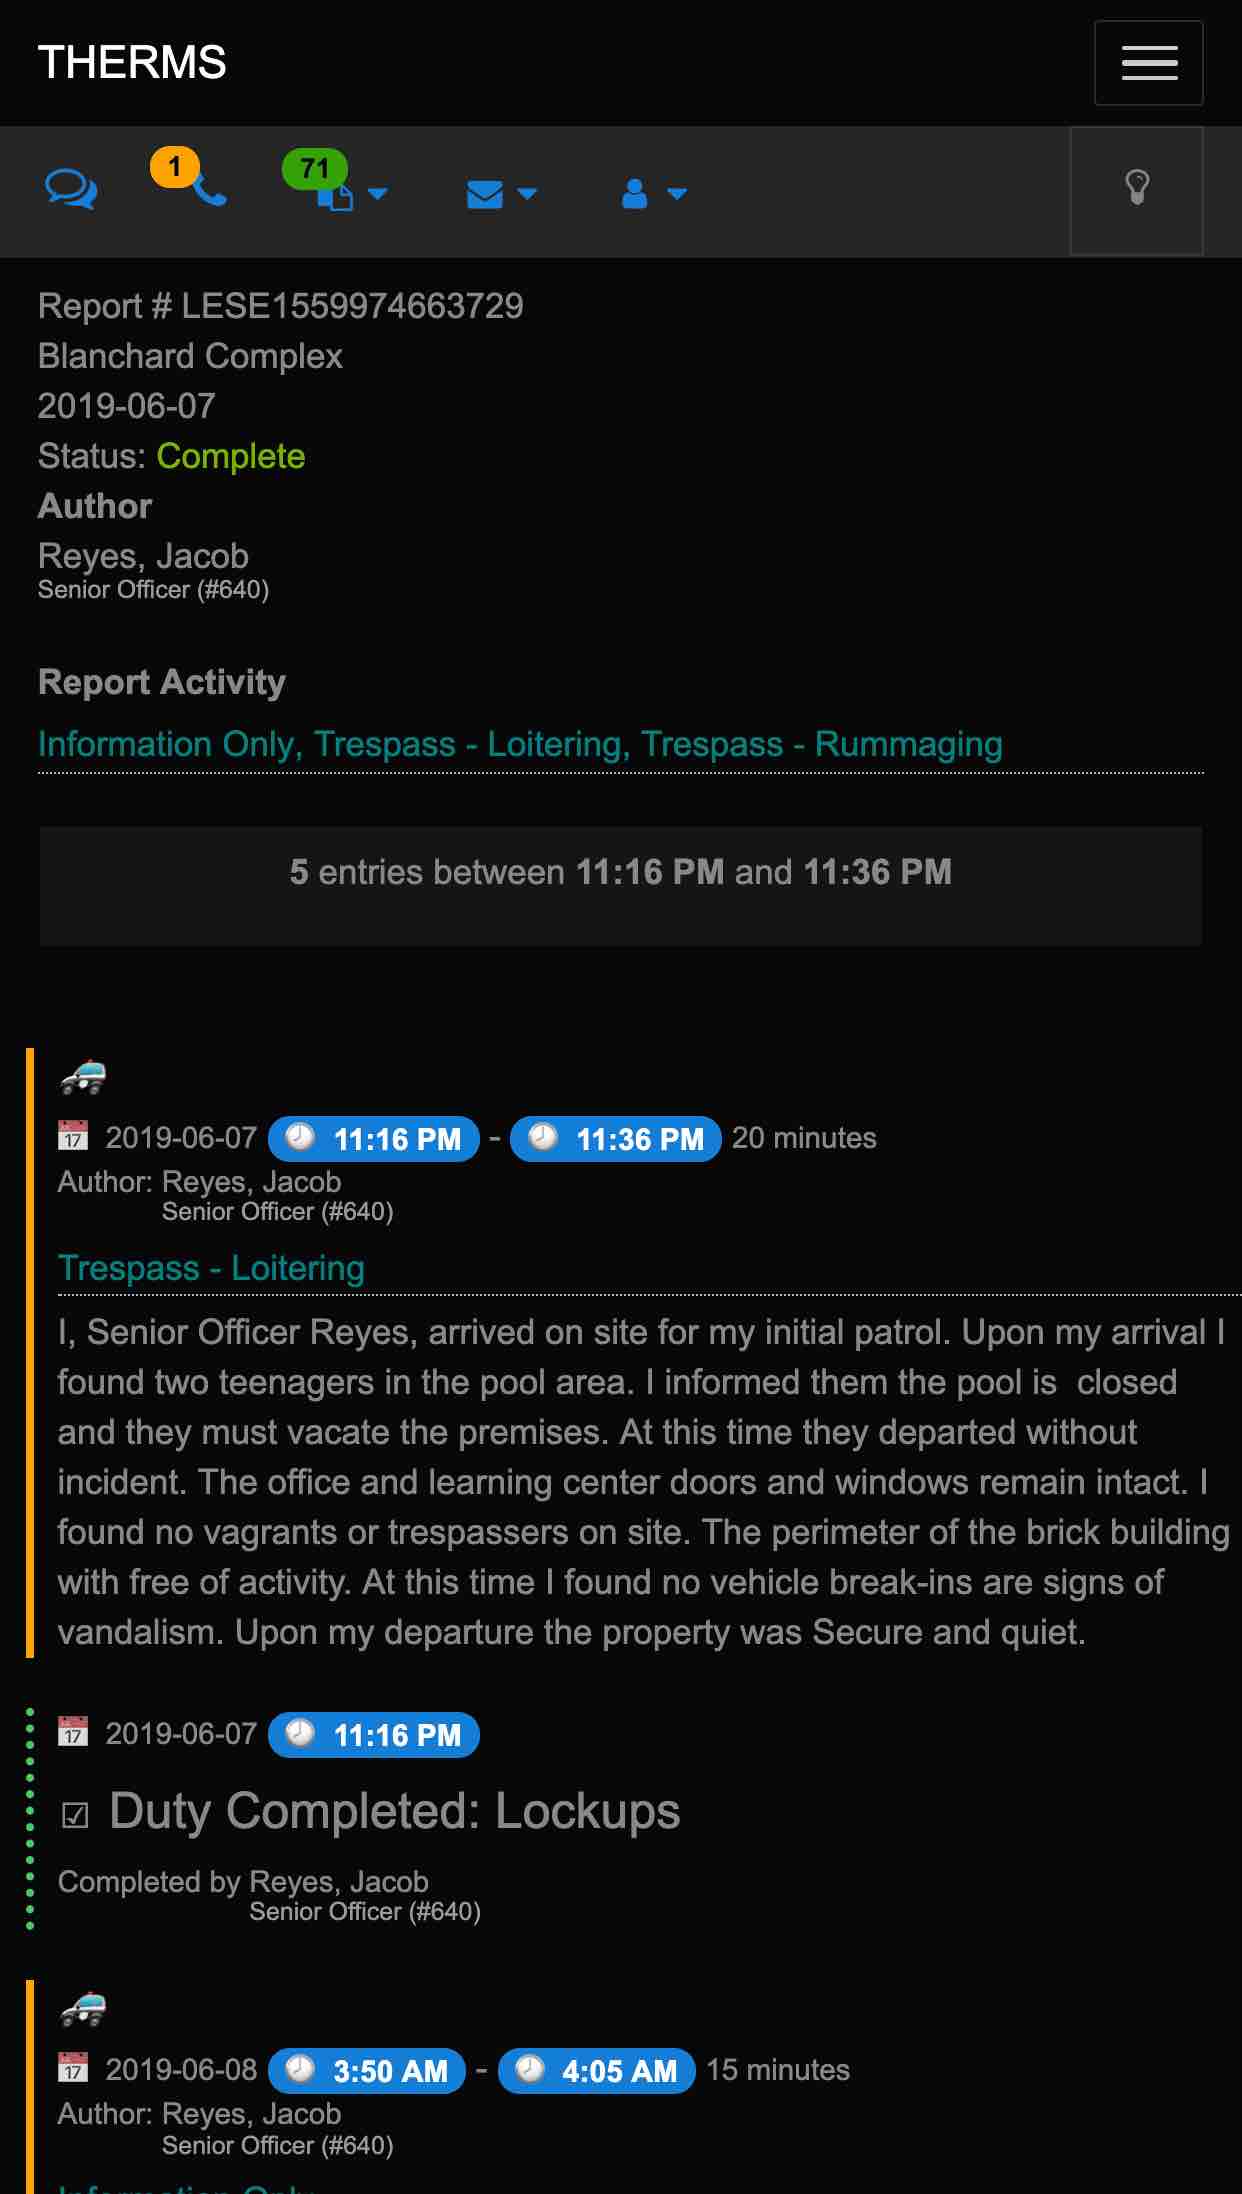 THERMS
1
71
Report # LESE1559974663729
Blanchard Complex
2019-06-07
Status: Complete
Author
Reyes, Jacob
Senior Officer (#640)
Report Activity
Information Only, Trespass - Loitering, Trespass - Rummaging
5 entries between 11:16 PM and 11:36 PM
17 2019-06-07 11:16 PM - 11:36 PM 20 minutes
Author: Reyes, Jacob
Senior Officer (#640)
Trespass - Loitering
I, Senior Officer Reyes, arrived on site for my initial patrol. Upon my arrival I
found two teenagers in the pool area. I informed them the pool is  closed
and they must vacate the premises. At this time they departed without
incident. The office and learning center doors and windows remain intact. I
found no vagrants or trespassers on site. The perimeter of the brick building
with free of activity. At this time I found no vehicle break-ins are signs of
vandalism. Upon my departure the property was Secure and quiet.
17 2019-06-07 11:16 PM
☑ Duty Completed: Lockups
Completed by Reyes, Jacob
Senior Officer (#640)
17 2019-06-08 3:50 AM - 4:05 AM 15 minutes
Author: Reyes, Jacob
Senior Officer (#640)
Information Only